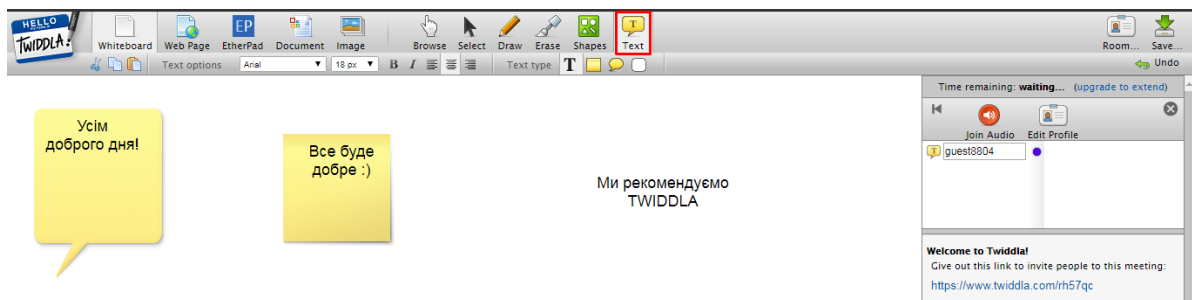 HELLO
TWIDDLA!
Whiteboard Web Page EtherPad Document Image Browse Select Draw Erase Shapes Text Room... Save...
Text options Arial 18 px B I Text type T Undo
Time remaining: waiting... (upgrade to extend)
Join Audio Edit Profile
guest8804
Усім
доброго дня!
Все буде
добре :)
Ми рекомендуємо
TWIDDLA
Welcome to Twiddla!
Give out this link to invite people to this meeting:
https://www.twiddla.com/rh57qc